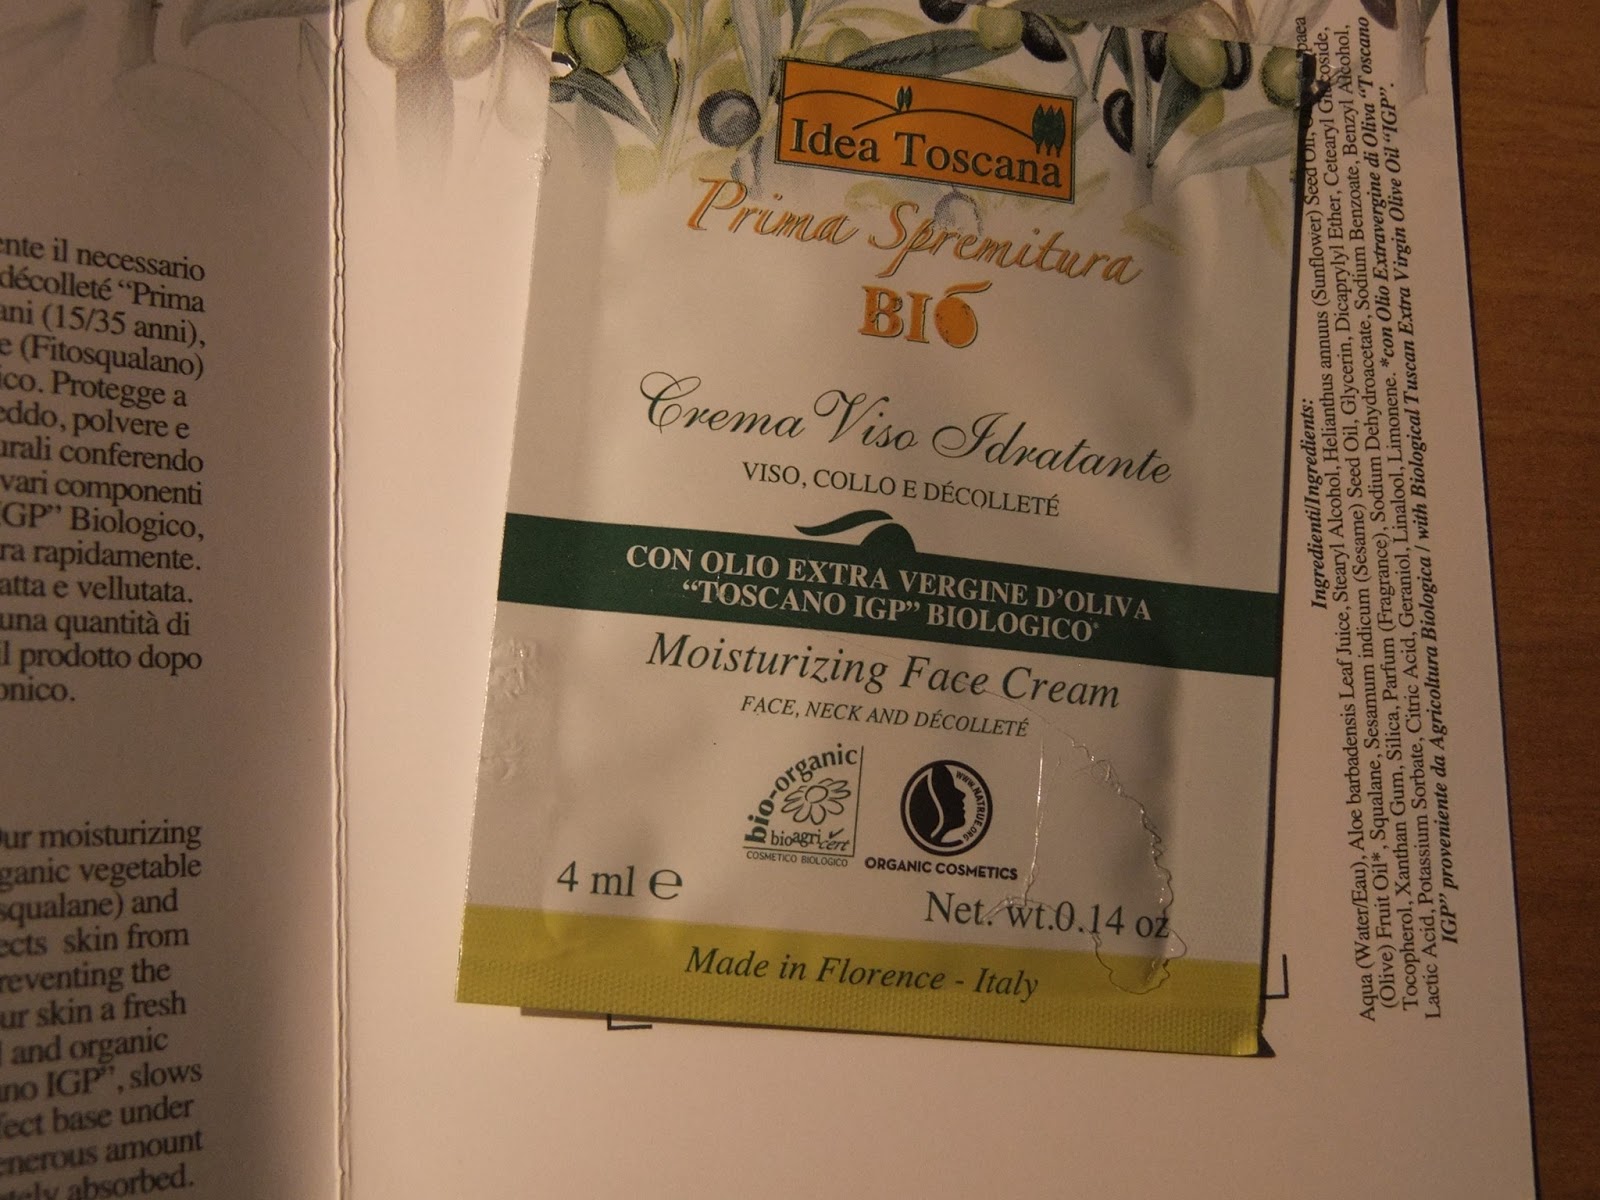 ente il necessario
décolleté “Prima
ani (15/35 anni),
e (Fitosqualano)
ico. Protegge a
eddo, polvere e
urali conferendo
vari componenti
IGP” Biologico,
ra rapidamente.
atta e vellutata.
una quantità di
il prodotto dopo
onico.
Our moisturizing
ganic vegetable
squalane) and
ects skin from
reventing the
ur skin a fresh
l and organic
ano IGP”, slows
fect base under
enerous amount
tely absorbed.
Idea Toscana
Prima Spremitura
BIO
Crema Viso Idratante
VISO, COLLO E DÉCOLLETÉ
CON OLIO EXTRA VERGINE D’OLIVA
“TOSCANO IGP” BIOLOGICO*
Moisturizing Face Cream
FACE, NECK AND DÉCOLLETÉ
bio-organic
bioagricert
COSMETICO BIOLOGICO
WWW.NATRUE.ORG
ORGANIC COSMETICS
4 ml ℮
Net. wt.0.14 oz
Made in Florence - Italy
Ingredienti/Ingredients:
Aqua (Water/Eau), Aloe barbadensis Leaf Juice, Stearyl Alcohol, Helianthus annuus (Sunflower) Seed Oil, paea
(Olive) Fruit Oil*, Squalane, Sesamum indicum (Sesame) Seed Oil, Glycerin, Dicaprylyl Ether, Cetearyl Glucoside,
Tocopherol, Xanthan Gum, Silica, Parfum (Fragrance), Sodium Dehydroacetate, Sodium Benzoate, Benzyl Alcohol,
Lactic Acid, Potassium Sorbate, Citric Acid, Geraniol, Linalool, Limonene. *con Olio Extravergine di Oliva “Toscano
IGP” proveniente da Agricoltura Biologica / with Biological Tuscan Extra Virgin Olive Oil “IGP”.